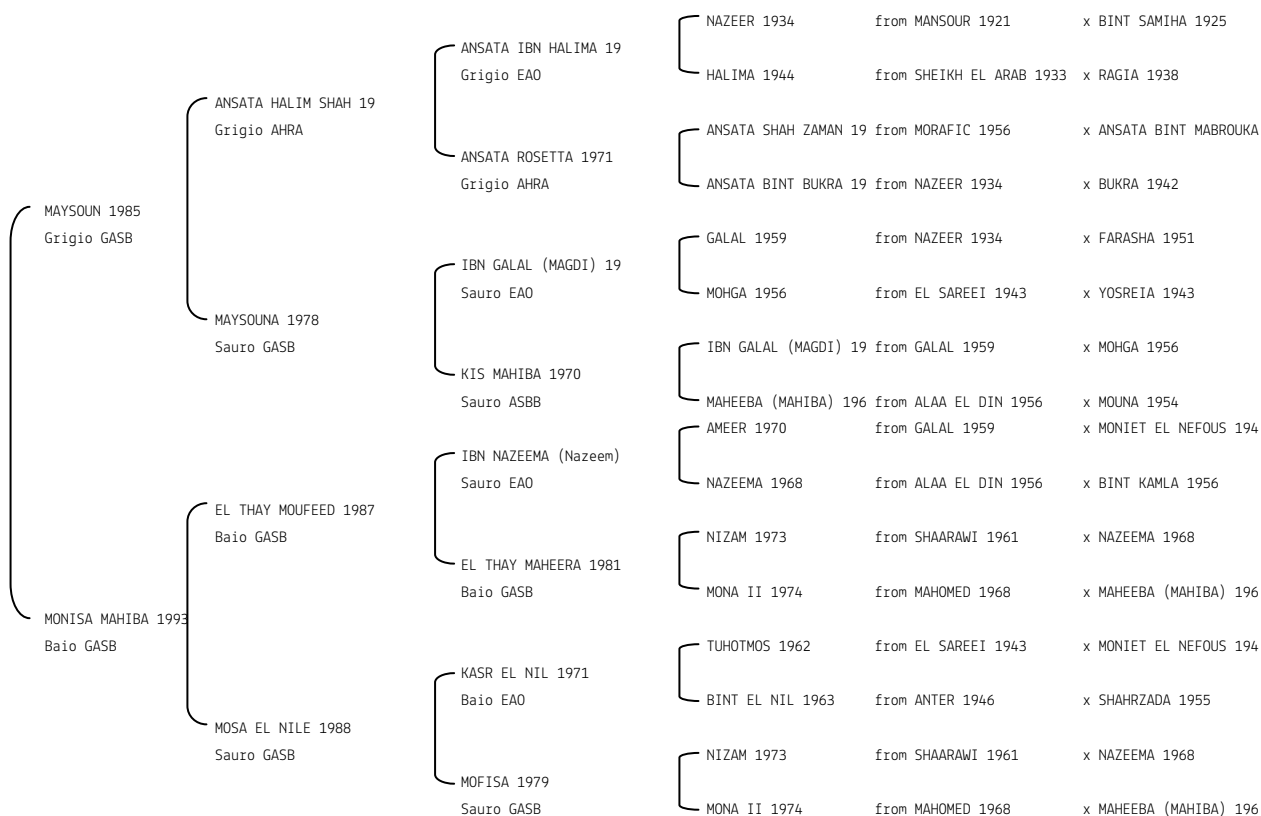 NAZEER 1934 from MANSOUR 1921 x BINT SAMIHA 1925
ANSATA IBN HALIMA 19
Grigio EAO
HALIMA 1944 from SHEIKH EL ARAB 1933 x RAGIA 1938
ANSATA HALIM SHAH 19
Grigio AHRA
ANSATA SHAH ZAMAN 19 from MORAFIC 1956 x ANSATA BINT MABROUKA
ANSATA ROSETTA 1971
Grigio AHRA
ANSATA BINT BUKRA 19 from NAZEER 1934 x BUKRA 1942
MAYSOUN 1985
Grigio GASB
GALAL 1959 from NAZEER 1934 x FARASHA 1951
IBN GALAL (MAGDI) 19
Sauro EAO
MOHGA 1956 from EL SAREEI 1943 x YOSREIA 1943
MAYSOUNA 1978
Sauro GASB
IBN GALAL (MAGDI) 19 from GALAL 1959 x MOHGA 1956
KIS MAHIBA 1970
Sauro ASBB
MAHEEBA (MAHIBA) 196 from ALAA EL DIN 1956 x MOUNA 1954
AMEER 1970 from GALAL 1959 x MONIET EL NEFOUS 194
IBN NAZEEMA (Nazeem)
Sauro EAO
NAZEEMA 1968 from ALAA EL DIN 1956 x BINT KAMLA 1956
EL THAY MOUFEED 1987
Baio GASB
NIZAM 1973 from SHAARAWI 1961 x NAZEEMA 1968
EL THAY MAHEERA 1981
Baio GASB
MONA II 1974 from MAHOMED 1968 x MAHEEBA (MAHIBA) 196
MONISA MAHIBA 1993
Baio GASB
TUHOTMOS 1962 from EL SAREEI 1943 x MONIET EL NEFOUS 194
KASR EL NIL 1971
Baio EAO
BINT EL NIL 1963 from ANTER 1946 x SHAHRZADA 1955
MOSA EL NILE 1988
Sauro GASB
NIZAM 1973 from SHAARAWI 1961 x NAZEEMA 1968
MOFISA 1979
Sauro GASB
MONA II 1974 from MAHOMED 1968 x MAHEEBA (MAHIBA) 196